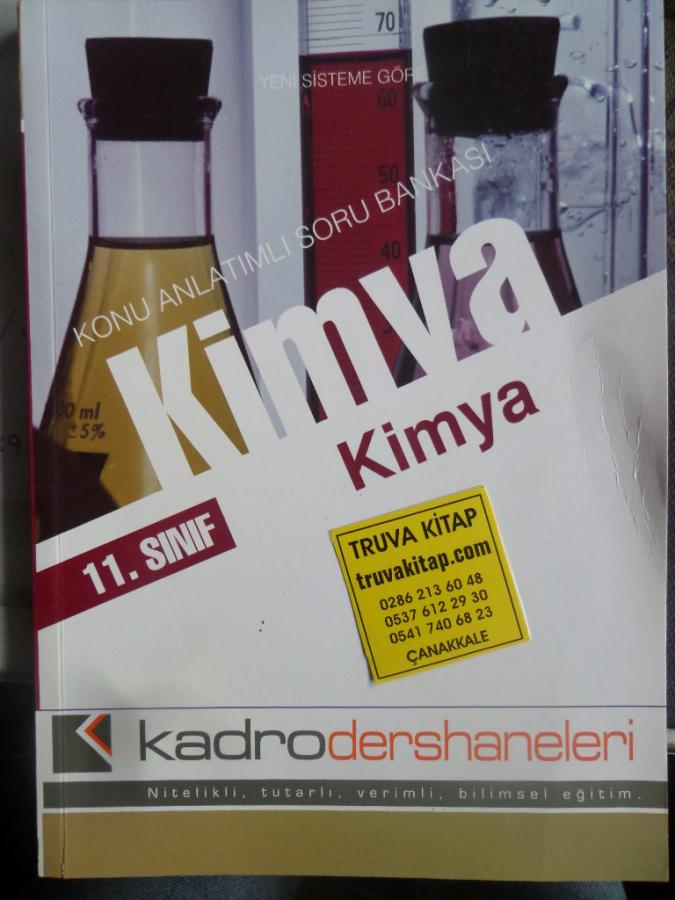 70
YENİ SİSTEME GÖRE
60
50
40
KONU ANLATIMLI SORU BANKASI
Kimya
Kimya
00 ml
±5%
11. SINIF
TRUVA KİTAP
truvakitap.com
0286 213 60 48
0537 612 29 30
0541 740 68 23
ÇANAKKALE
kadrodershaneleri
Nitelikli, tutarlı, verimli, bilimsel eğitim.